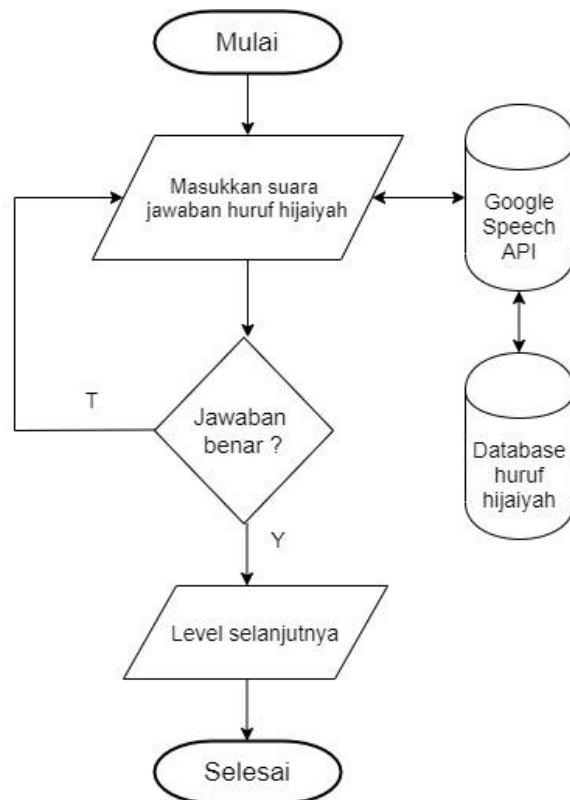 Mulai
Masukkan suara
jawaban huruf hijaiyah
Google
Speech
API
T
Jawaban
benar ?
Database
huruf
hijaiyah
Y
Level selanjutnya
Selesai